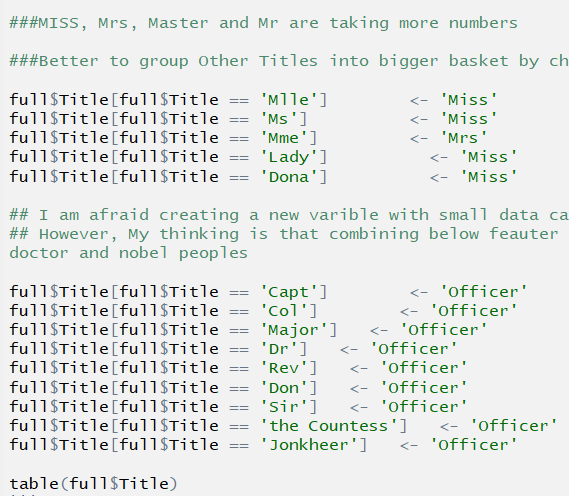 ###MISS, Mrs, Master and Mr are taking more numbers
###Better to group Other Titles into bigger basket by ch
full$Title[full$Title == 'Mlle']        <- 'Miss'
full$Title[full$Title == 'Ms']          <- 'Miss'
full$Title[full$Title == 'Mme']         <- 'Mrs'
full$Title[full$Title == 'Lady']          <- 'Miss'
full$Title[full$Title == 'Dona']          <- 'Miss'
## I am afraid creating a new varible with small data ca
## However, My thinking is that combining below feauter
doctor and nobel peoples
full$Title[full$Title == 'Capt']        <- 'Officer'
full$Title[full$Title == 'Col']        <- 'Officer'
full$Title[full$Title == 'Major']   <- 'Officer'
full$Title[full$Title == 'Dr']   <- 'Officer'
full$Title[full$Title == 'Rev']   <- 'Officer'
full$Title[full$Title == 'Don']   <- 'Officer'
full$Title[full$Title == 'Sir']   <- 'Officer'
full$Title[full$Title == 'the Countess']   <- 'Officer'
full$Title[full$Title == 'Jonkheer']   <- 'Officer'
table(full$Title)